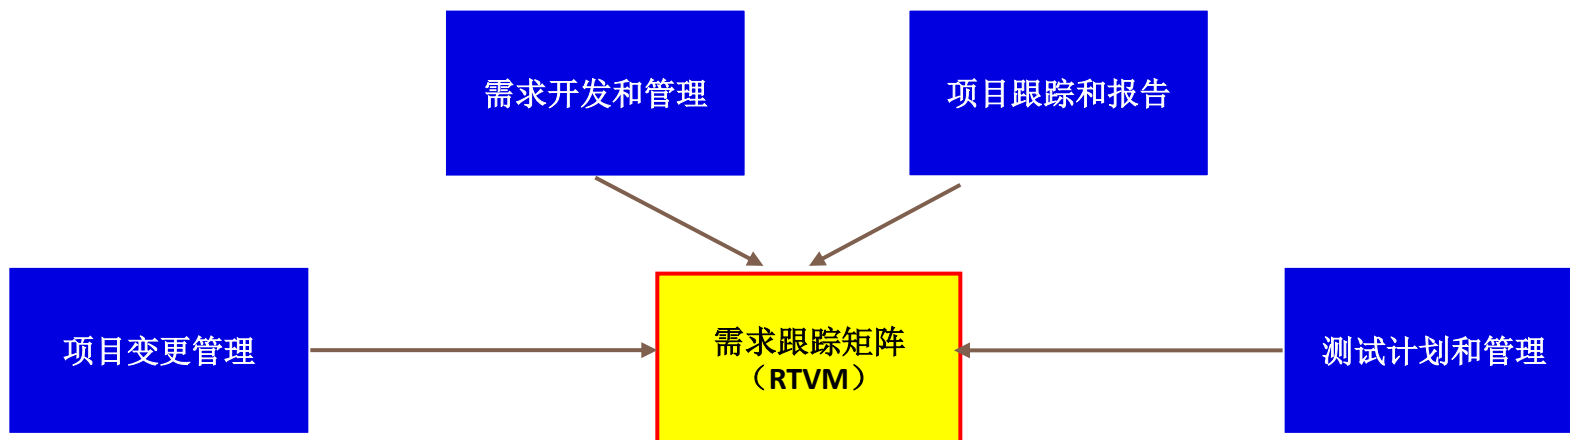 需求开发和管理
项目跟踪和报告
项目变更管理
需求跟踪矩阵
（RTVM）
测试计划和管理